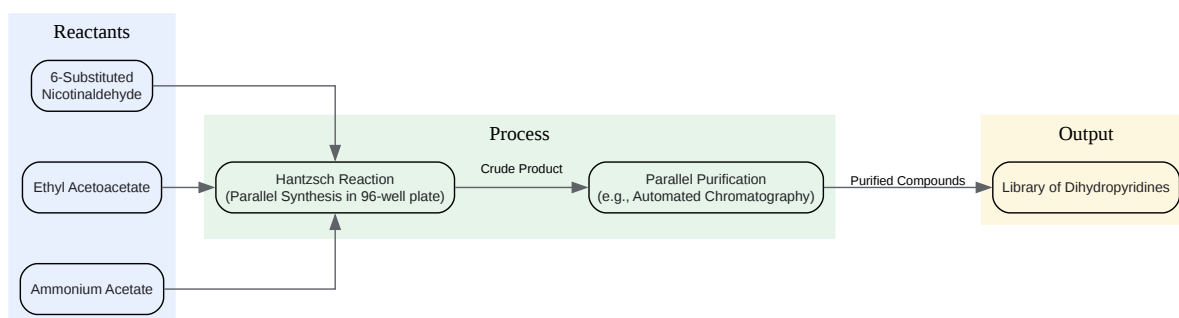 Reactants
6-Substituted
Nicotinaldehyde
Ethyl Acetoacetate
Ammonium Acetate
Process
Hantzsch Reaction
(Parallel Synthesis in 96-well plate)
Crude Product
Parallel Purification
(e.g., Automated Chromatography)
Purified Compounds
Output
Library of Dihydropyridines